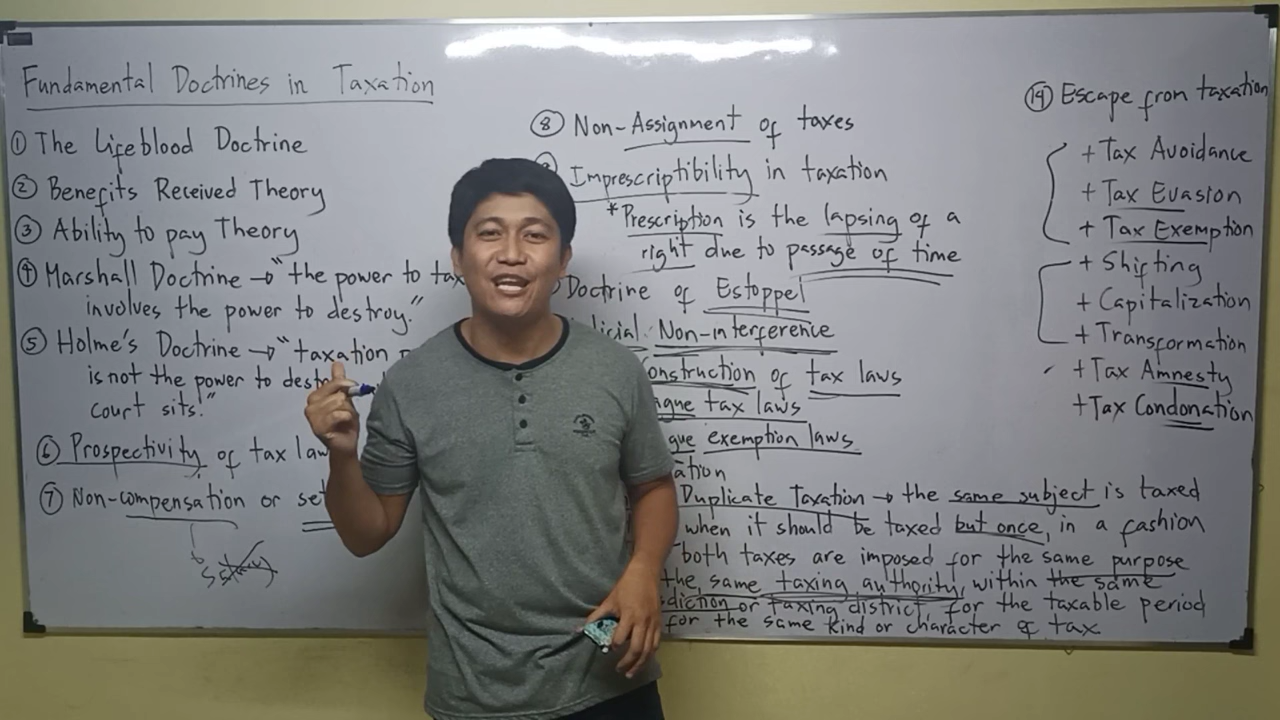 Fundamental Doctrines in Taxation
① The Lifeblood Doctrine
② Benefits Received Theory
③ Ability to pay Theory
④ Marshall Doctrine → "the power to tax
involves the power to destroy."
⑤ Holme's Doctrine → "taxation
is not the power to
court sits."
⑥ Prospectivity of tax
⑦ Non-compensation or
⑧ Non-Assignment of taxes
Imprescriptibility in taxation
*Prescription is the lapsing of a
right due to passage of time
Doctrine of Estoppel
Non-interference
of tax laws
tax laws
exemption laws.
Duplicate Taxation → the same subject is taxed
when it should be taxed but once, in a fashion
both taxes are imposed for the same purpose
the same taxing authority, within the same
or taxing district, for the taxable period
for the same kind or character of tax
⑭ Escape from taxation
+ Tax Avoidance
+ Tax Evasion
+ Tax Exemption
+ Shifting
+ Capitalization
+ Transformation
+ Tax Amnesty
+ Tax Condonation